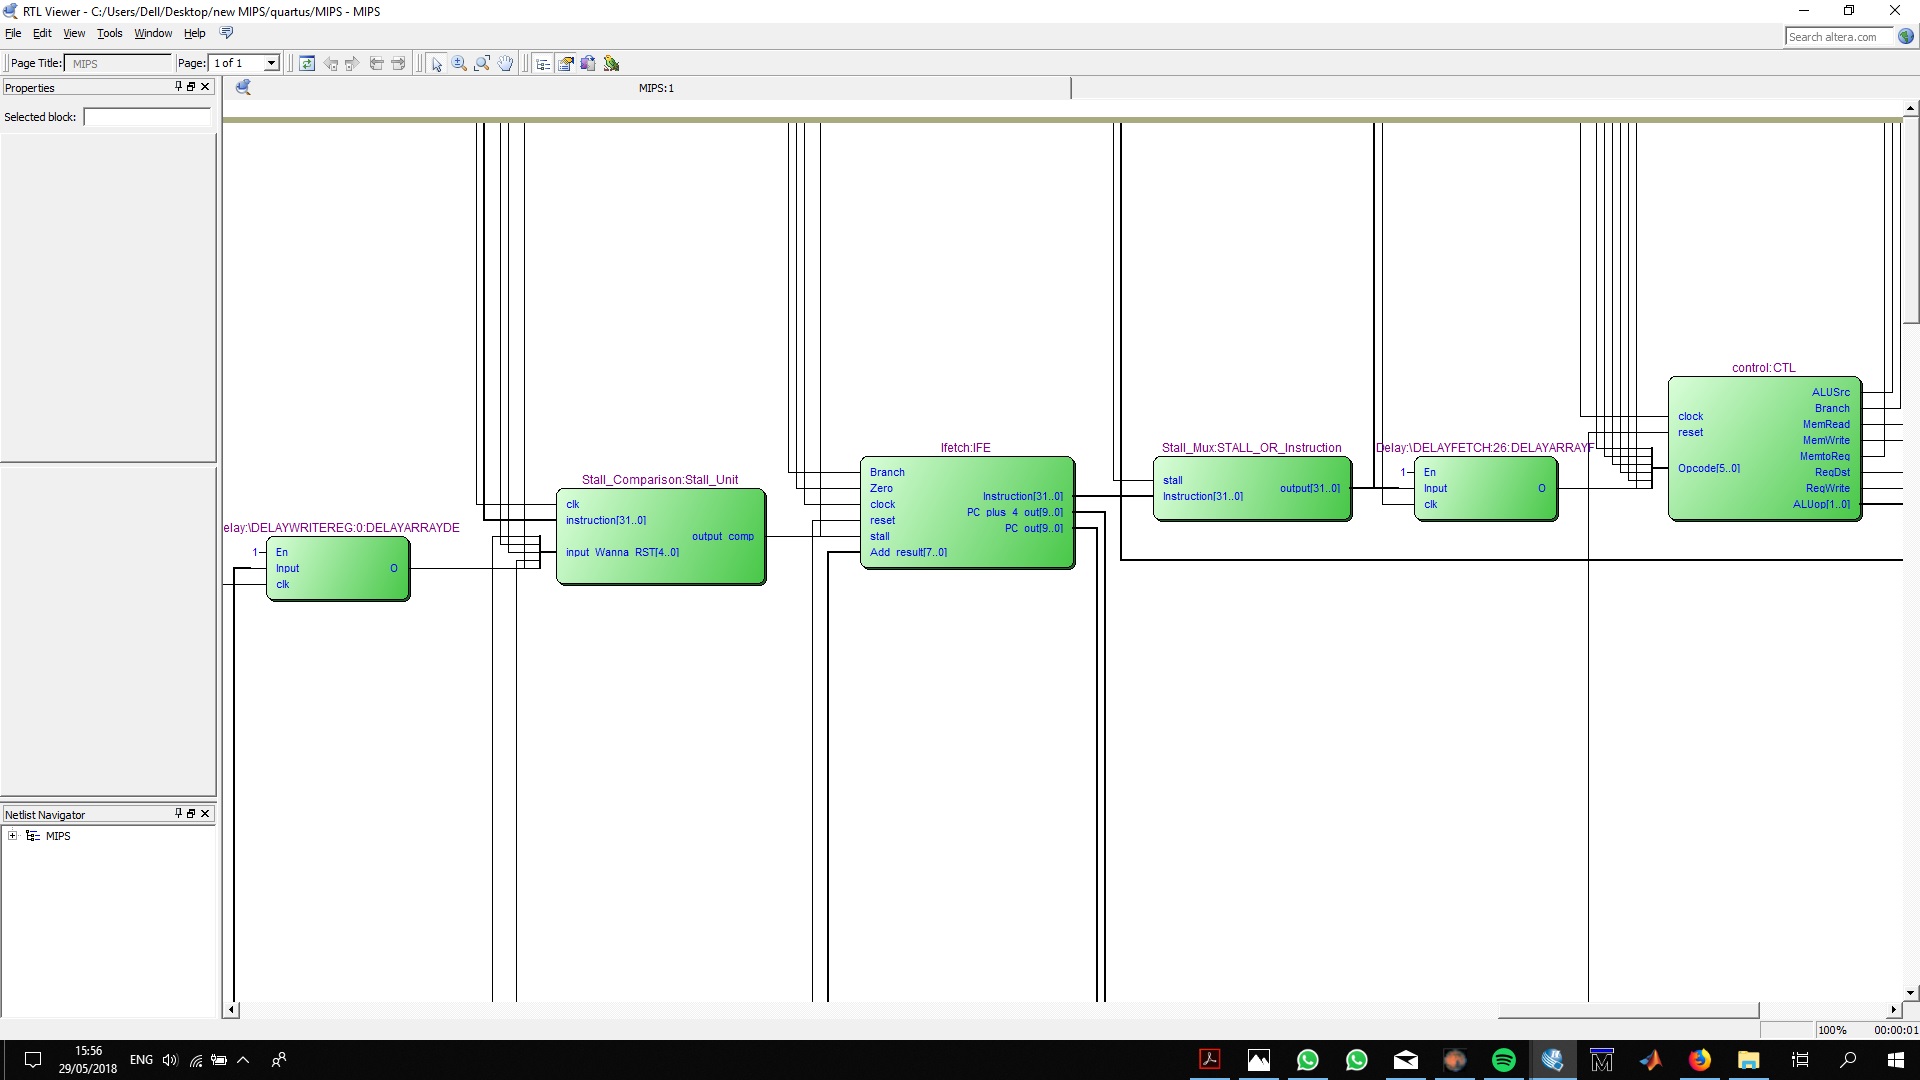 RTL Viewer - C:/Users/Dell/Desktop/new MIPS/quartus/MIPS - MIPS
File Edit View Tools Window Help
Search altera.com
Page Title: MIPS Page: 1 of 1
Properties
MIPS:1
Selected block:
control:CTL
ALUSrc
Branch
clock
MemRead
reset
MemWrite
MemtoReg
Opcode[5..0]
RegDst
RegWrite
ALUop[1..0]
Ifetch:IFE
Branch
Zero
clock
reset
stall
Add_result[7..0]
Instruction[31..0]
PC_plus_4_out[9..0]
PC_out[9..0]
Stall_Mux:STALL_OR_Instruction
stall
Instruction[31..0]
output[31..0]
Delay:\DELAYFETCH:26:DELAYARRAYF
1
En
Input
clk
O
Stall_Comparison:Stall_Unit
clk
instruction[31..0]
input_Wanna_RST[4..0]
output_comp
elay:\DELAYWRITEREG:0:DELAYARRAYDE
1
En
Input
clk
O
Netlist Navigator
MIPS
100% 00:00:01
15:56
29/05/2018
ENG